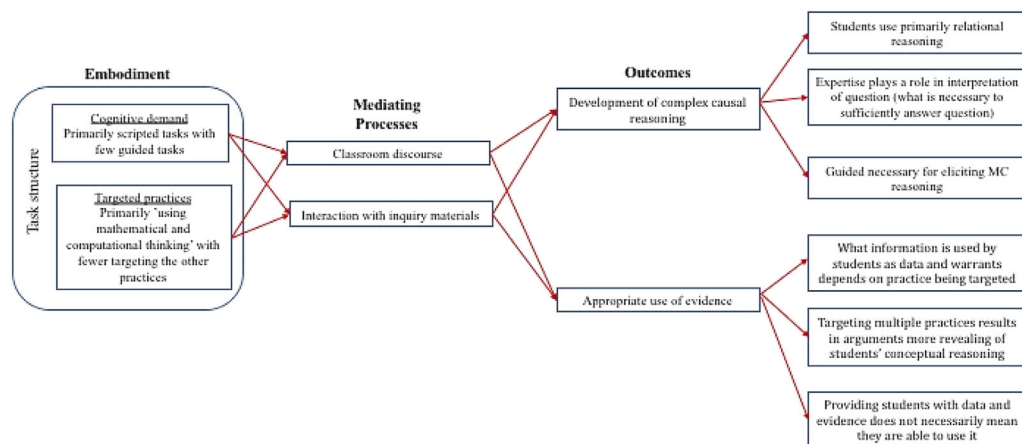 Embodiment
Task structure
Cognitive demand
Primarily scripted tasks with
few guided tasks
Targeted practices
Primarily 'using
mathematical and
computational thinking' with
fewer targeting the other
practices
Mediating
Processes
Classroom discourse
Interaction with inquiry materials
Outcomes
Development of complex causal
reasoning
Appropriate use of evidence
Students use primarily relational
reasoning
Expertise plays a role in interpretation
of question (what is necessary to
sufficiently answer question)
Guided necessary for eliciting MC
reasoning
What information is used by
students as data and warrants
depends on practice being targeted
Targeting multiple practices results
in arguments more revealing of
students' conceptual reasoning
Providing students with data and
evidence does not necessarily mean
they are able to use it